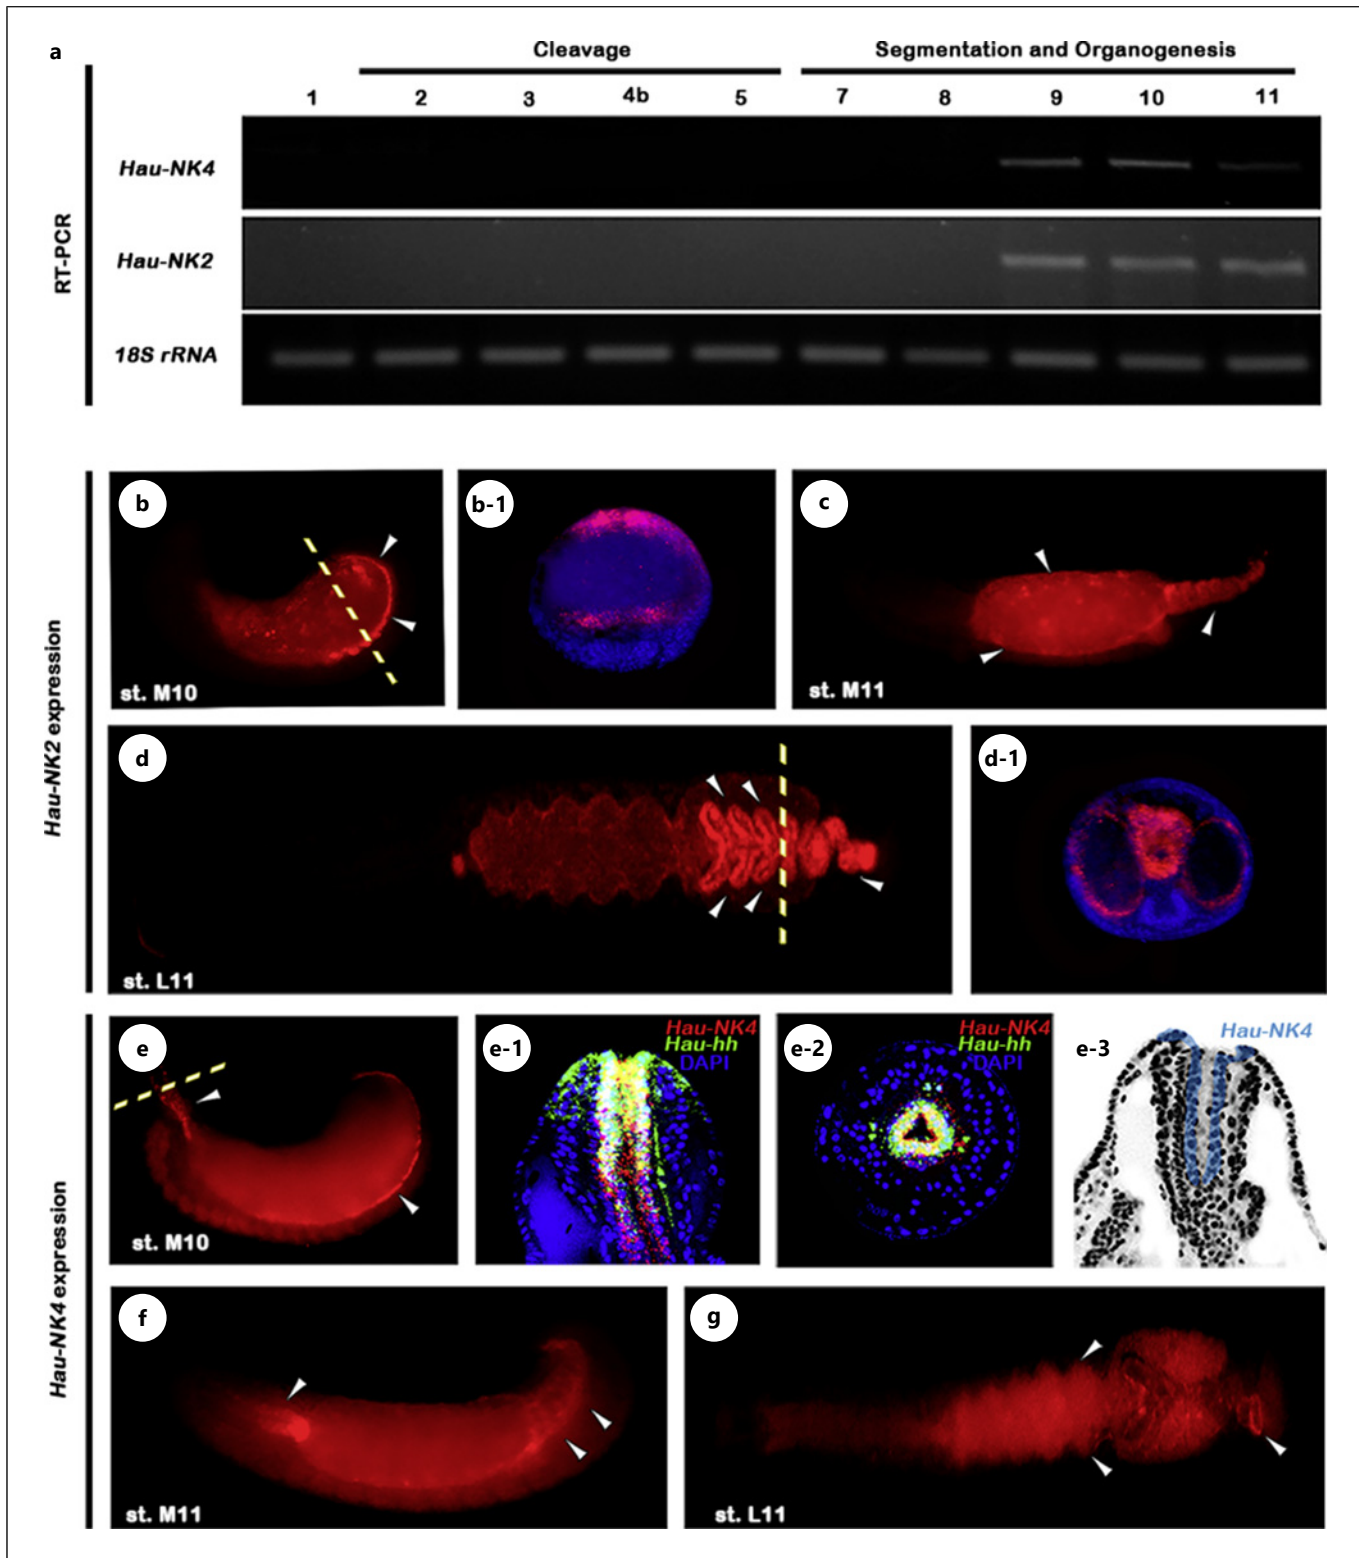 a
Cleavage
Segmentation and Organogenesis
1 2 3 4b 5 7 8 9 10 11
RT-PCR
Hau-NK4
Hau-NK2
18S rRNA
Hau-NK2 expression
b
st. M10
b-1
c
st. M11
d
st. L11
d-1
Hau-NK4 expression
e
st. M10
e-1
Hau-NK4
Hau-hh
DAPI
e-2
Hau-NK4
Hau-hh
DAPI
e-3
Hau-NK4
f
st. M11
g
st. L11